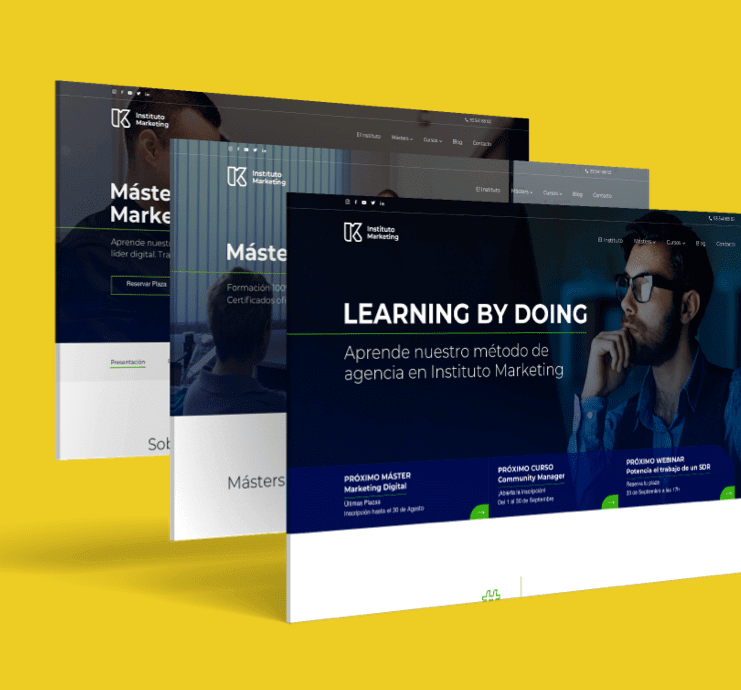 Instituto
Marketing
El Instituto
Másters
Cursos
Blog
Contacto
Máste
Marke
Aprende nuestr
líder digital. Tra
Reservar Plaza
Presentación
Sob
Instituto
Marketing
El Instituto
Másters
Cursos
Blog
Contacto
Máste
Formación 100
Certificados ofi
Másters
Instituto
Marketing
El Instituto
Másters
Cursos
Blog
Contacto
LEARNING BY DOING
Aprende nuestro método de
agencia en Instituto Marketing
PRÓXIMO MÁSTER
Marketing Digital
Últimas Plazas
Inscripción hasta el 30 de Agosto
PRÓXIMO CURSO
Community Manager
¡Abierta la inscripción!
Del 1 al 30 de Septiembre
PRÓXIMO WEBINAR
Potencia el trabajo de un SDR
Reserva tu plaza
23 de Septiembre a las 17h